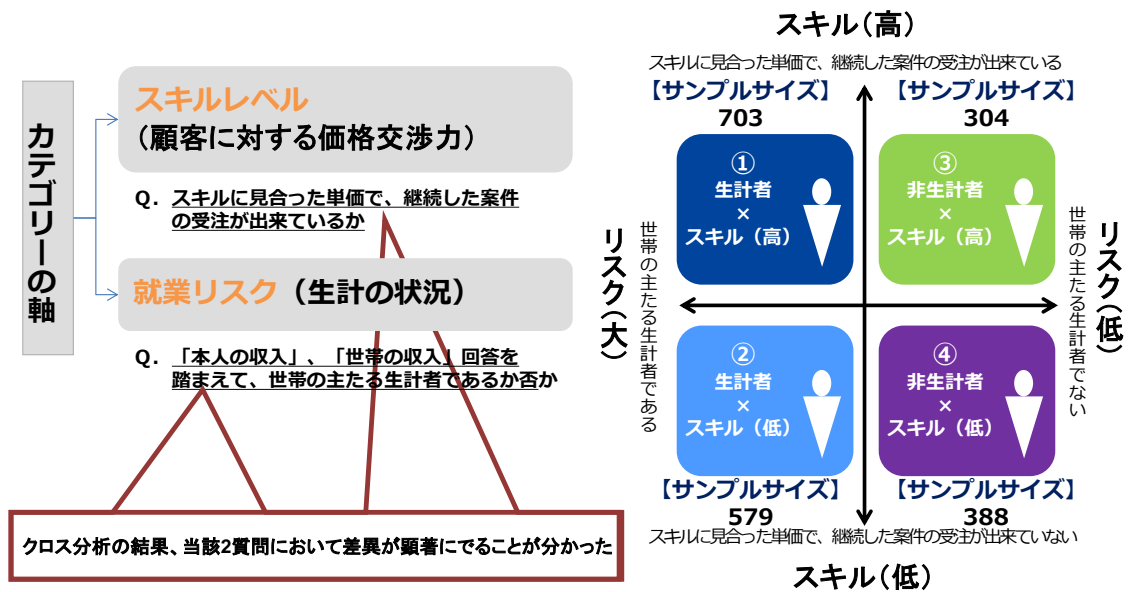 カテゴリーの軸
スキルレベル
(顧客に対する価格交渉力)
Q. スキルに見合った単価で、継続した案件
の受注が出来ているか
就業リスク(生計の状況)
Q. 「本人の収入」、「世帯の収入」回答を
踏まえて、世帯の主たる生計者であるか否か
クロス分析の結果、当該2質問において差異が顕著にでることが分かった
スキル(高)
スキルに見合った単価で、継続した案件の受注が出来ている
【サンプルサイズ】
703
【サンプルサイズ】
304
①
生計者
×
スキル(高)
③
非生計者
×
スキル(高)
リスク(大)
世帯の主たる生計者である
世帯の主たる生計者でない
リスク(低)
②
生計者
×
スキル(低)
④
非生計者
×
スキル(低)
【サンプルサイズ】
579
【サンプルサイズ】
388
スキルに見合った単価で、継続した案件の受注が出来ていない
スキル(低)